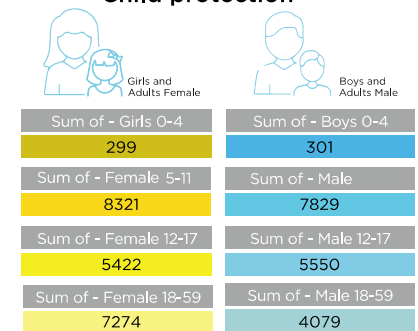 Child protection
Girls and
Adults Female
Boys and
Adults Male
Sum of - Girls 0-4
Sum of - Boys 0-4
299
301
Sum of - Female 5-11
Sum of - Male
8321
7829
Sum of - Female 12-17
Sum of - Male 12-17
5422
5550
Sum of - Female 18-59
Sum of - Male 18-59
7274
4079